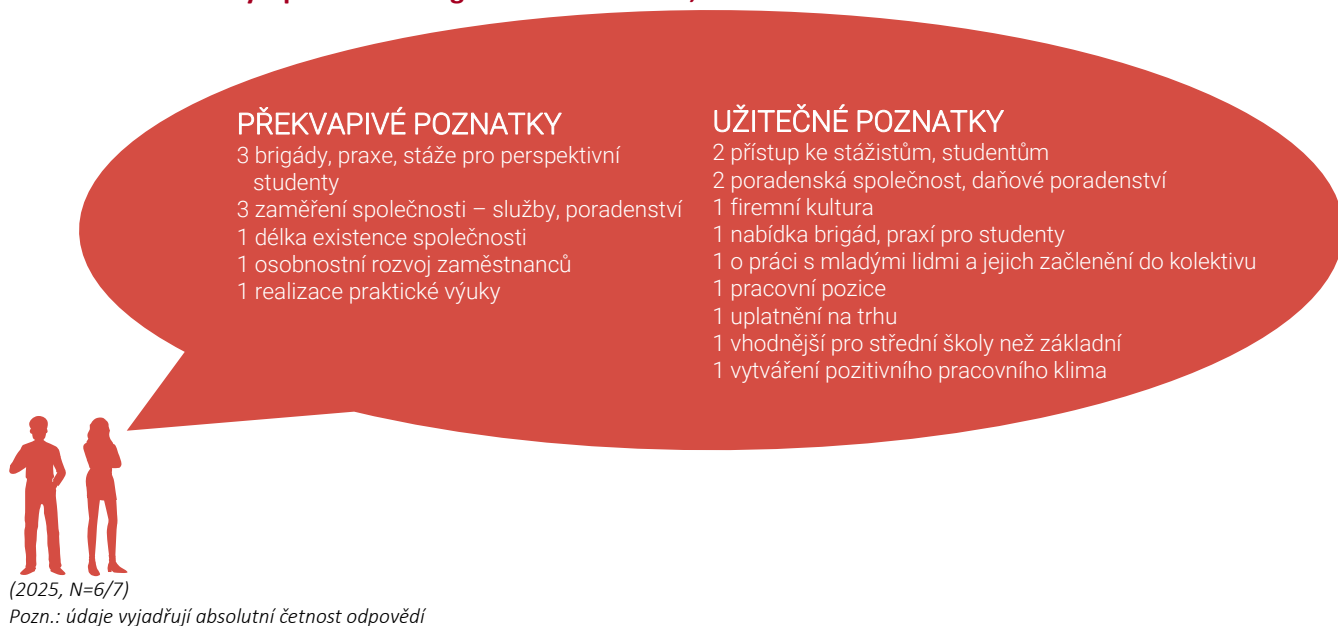 PŘEKVAPIVÉ POZNATKY
3 brigády, praxe, stáže pro perspektivní
studenty
3 zaměření společnosti – služby, poradenství
1 délka existence společnosti
1 osobnostní rozvoj zaměstnanců
1 realizace praktické výuky
UŽITEČNÉ POZNATKY
2 přístup ke stážistům, studentům
2 poradenská společnost, daňové poradenství
1 firemní kultura
1 nabídka brigád, praxí pro studenty
1 o práci s mladými lidmi a jejich začlenění do kolektivu
1 pracovní pozice
1 uplatnění na trhu
1 vhodnější pro střední školy než základní
1 vytváření pozitivního pracovního klima
(2025, N=6/7)
Pozn.: údaje vyjadřují absolutní četnost odpovědí